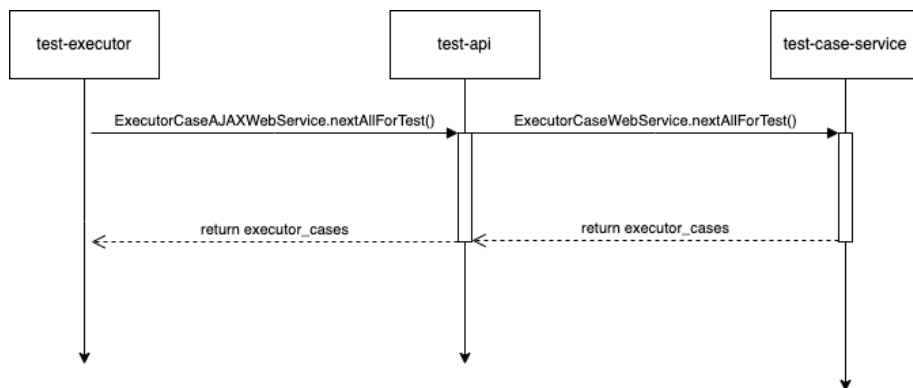 test-executor
test-api
test-case-service
ExecutorCaseAJAXWebService.nextAllForTest()
ExecutorCaseWebService.nextAllForTest()
return executor_cases
return executor_cases